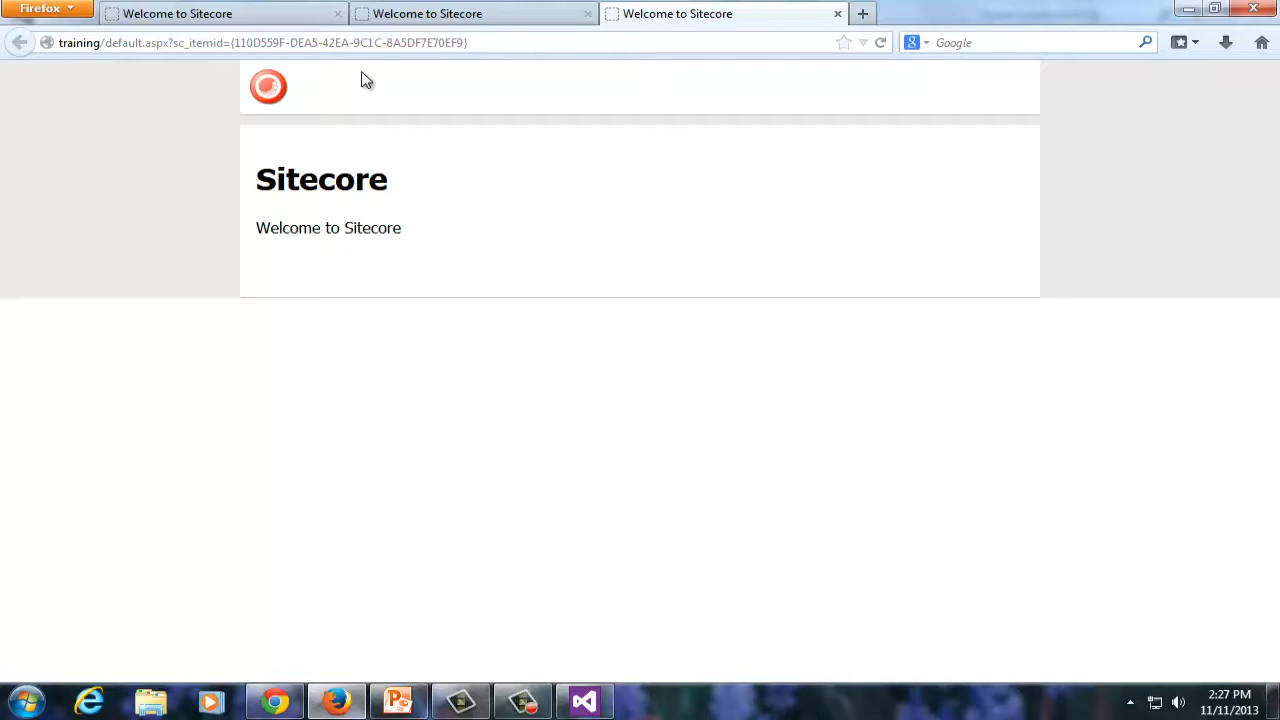 Firefox
Welcome to Sitecore
Welcome to Sitecore
Welcome to Sitecore
training/default.aspx?sc_itemid={110D559F-DEA5-42EA-9C1C-8A5DF7E70EF9}
Google
Sitecore
Welcome to Sitecore
2:27 PM
11/11/2013